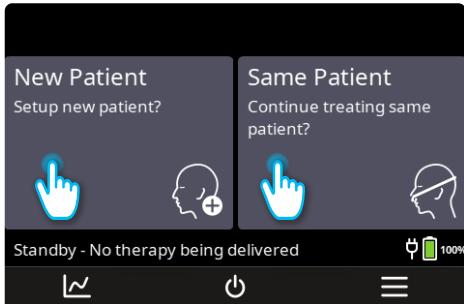 New Patient
Setup new patient?
Same Patient
Continue treating same
patient?
Standby - No therapy being delivered
100%